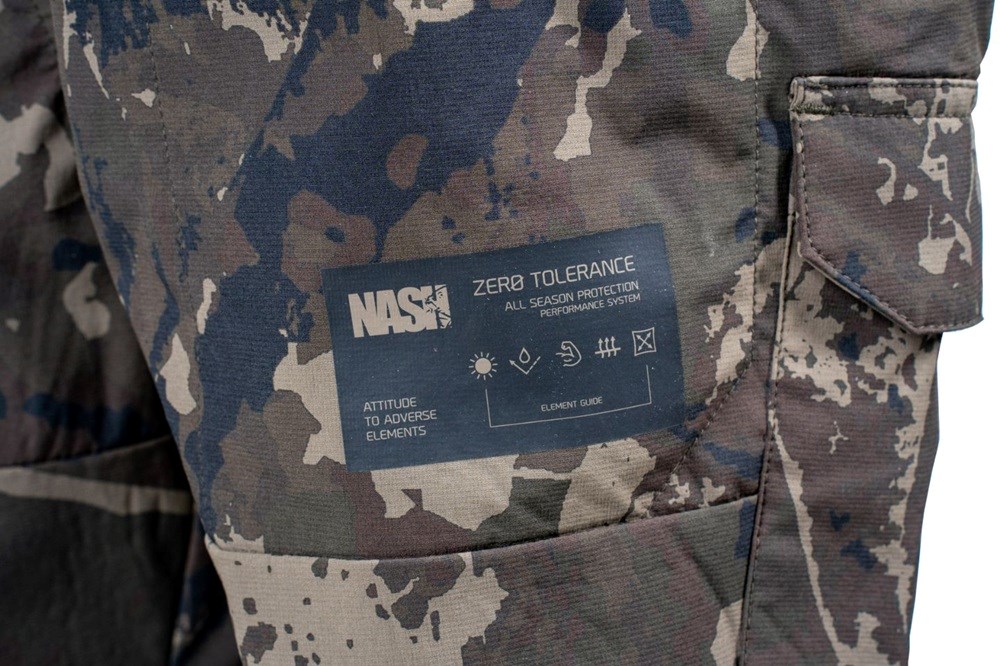 NASH
ZERØ TOLERANCE
ALL SEASON PROTECTION
PERFORMANCE SYSTEM
ATTITUDE
TO ADVERSE
ELEMENTS
ELEMENT GUIDE